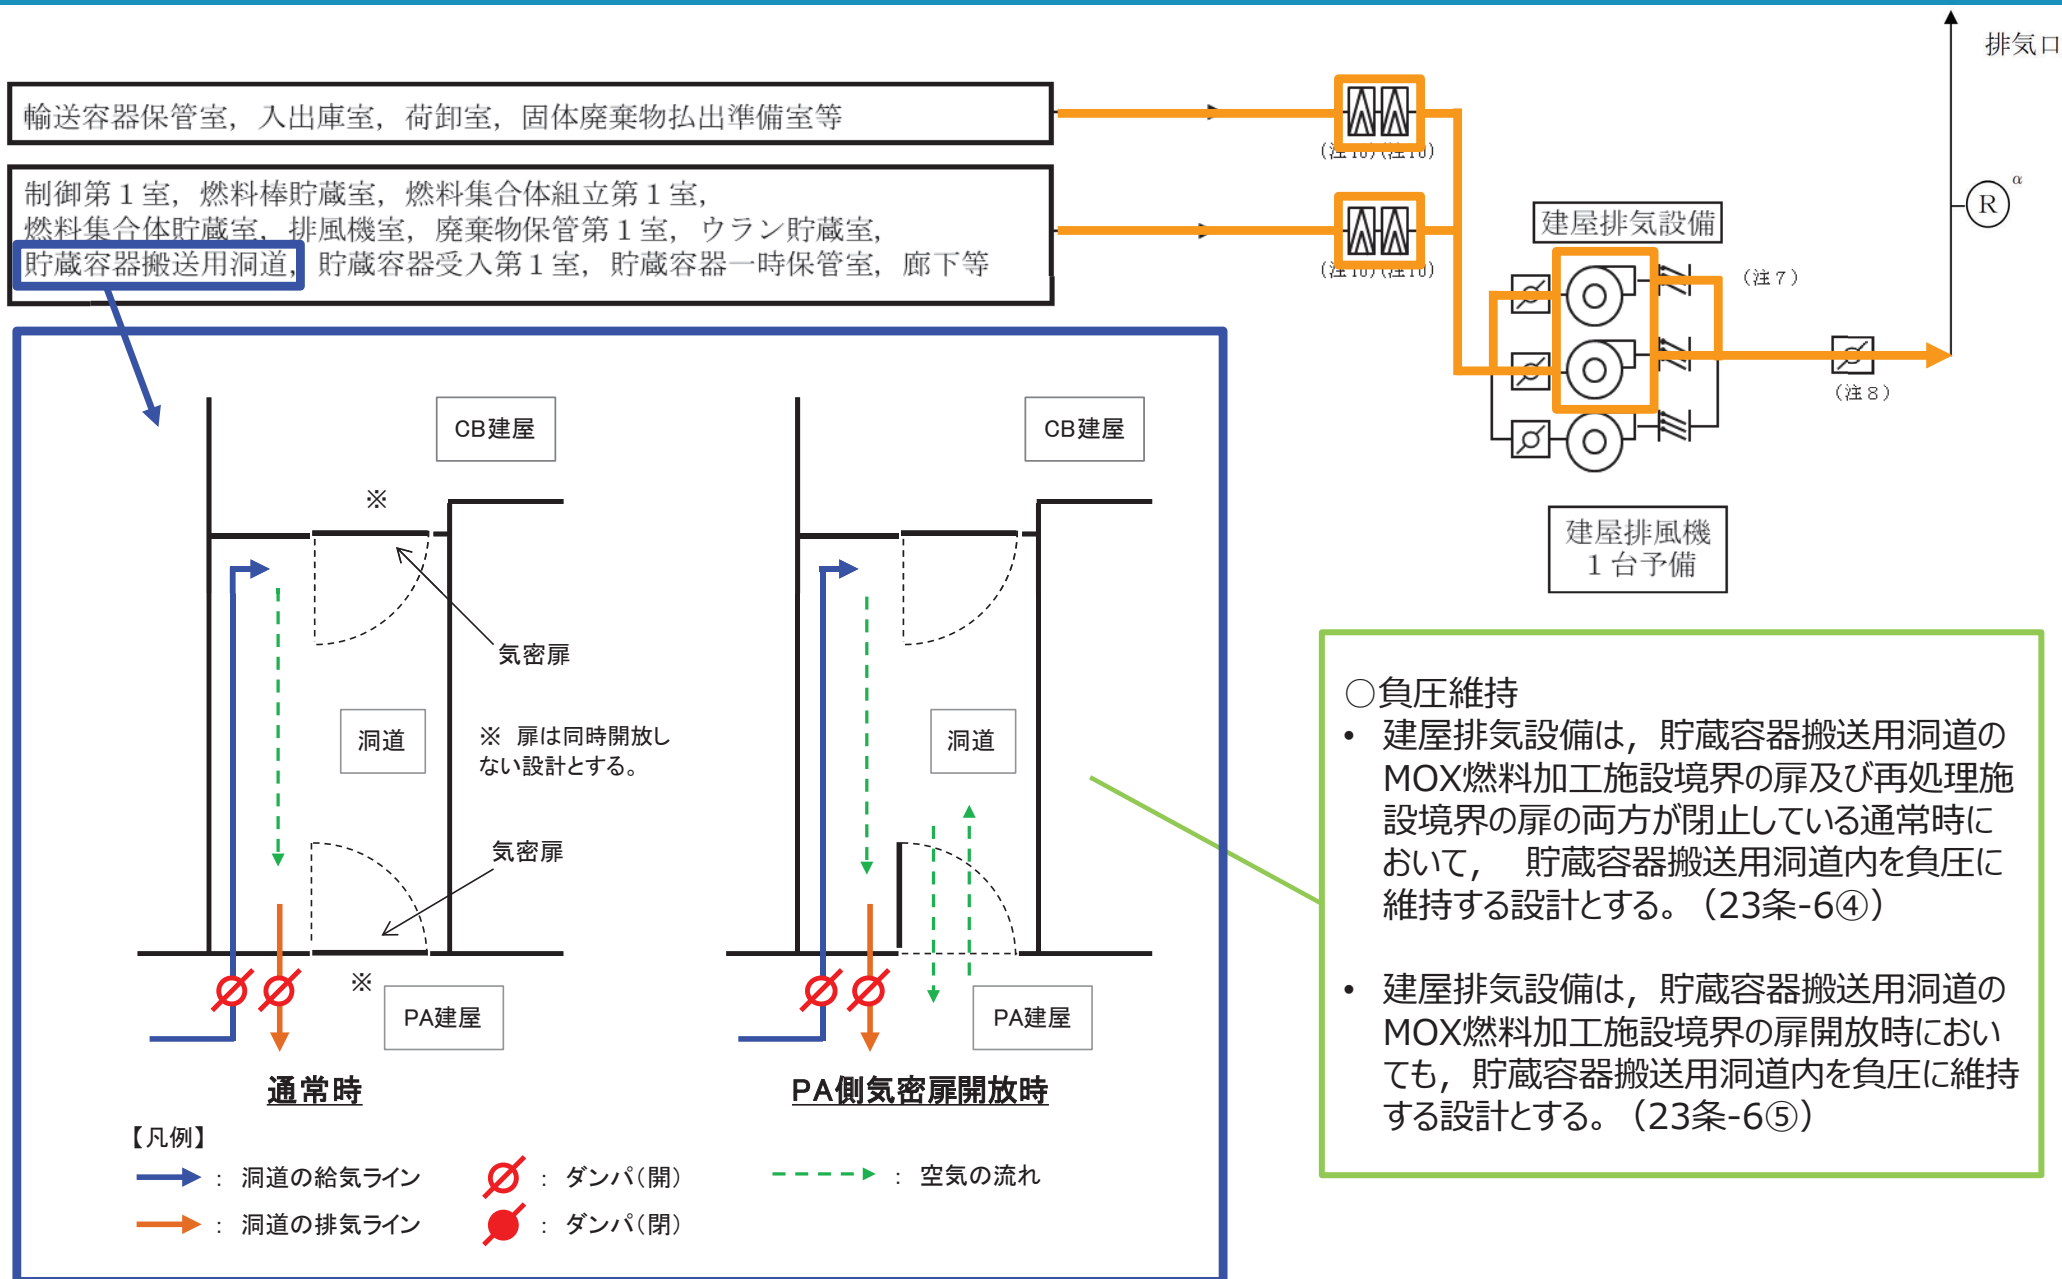 排気口
輸送容器保管室，入出庫室，荷卸室，固体廃棄物払出準備室等
制御第１室，燃料棒貯蔵室，燃料集合体組立第１室，
燃料集合体貯蔵室，排風機室，廃棄物保管第１室，ウラン貯蔵室，
貯蔵容器搬送用洞道，貯蔵容器受入第１室，貯蔵容器一時保管室，廊下等
(注10)(注10)
(注10)(注10)
R α
建屋排気設備
(注７)
(注８)
建屋排風機
１台予備
CB建屋
※
気密扉
洞道
※ 扉は同時開放し
ない設計とする。
気密扉
※
PA建屋
通常時
CB建屋
洞道
PA建屋
PA側気密扉開放時
【凡例】
： 洞道の給気ライン
： ダンパ（開）
： 空気の流れ
： 洞道の排気ライン
： ダンパ（閉）
○負圧維持
• 建屋排気設備は，貯蔵容器搬送用洞道の
MOX燃料加工施設境界の扉及び再処理施
設境界の扉の両方が閉止している通常時に
おいて， 貯蔵容器搬送用洞道内を負圧に
維持する設計とする。（23条-6④）
• 建屋排気設備は，貯蔵容器搬送用洞道の
MOX燃料加工施設境界の扉開放時におい
ても，貯蔵容器搬送用洞道内を負圧に維持
する設計とする。（23条-6⑤）